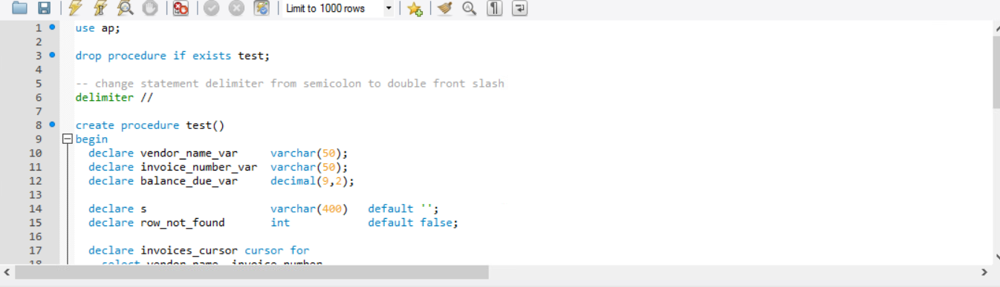 Limit to 1000 rows
1 use ap;
2
3 drop procedure if exists test;
4
5 -- change statement delimiter from semicolon to double front slash
6 delimiter //
7
8 create procedure test()
9 begin
10 declare vendor_name_var varchar(50);
11 declare invoice_number_var varchar(50);
12 declare balance_due_var decimal(9,2);
13
14 declare s varchar(400) default '';
15 declare row_not_found int default false;
16
17 declare invoices_cursor cursor for
18 select vendor_name, invoice_number